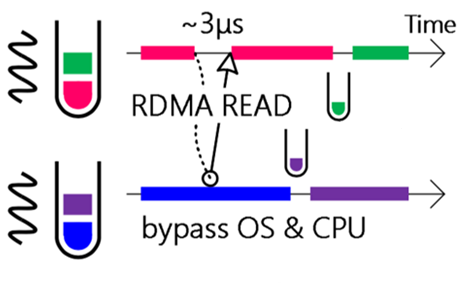 ~3μs
Time
RDMA READ
bypass OS & CPU